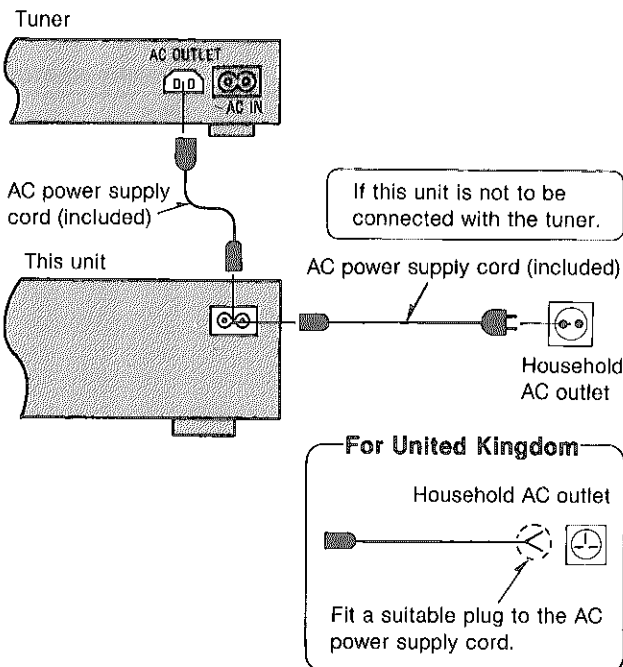 Tuner
AC OUTLET
AC IN
AC power supply
cord (included)
If this unit is not to be
connected with the tuner.
This unit
AC power supply cord (included)
Household
AC outlet
For United Kingdom
Household AC outlet
Fit a suitable plug to the AC
power supply cord.